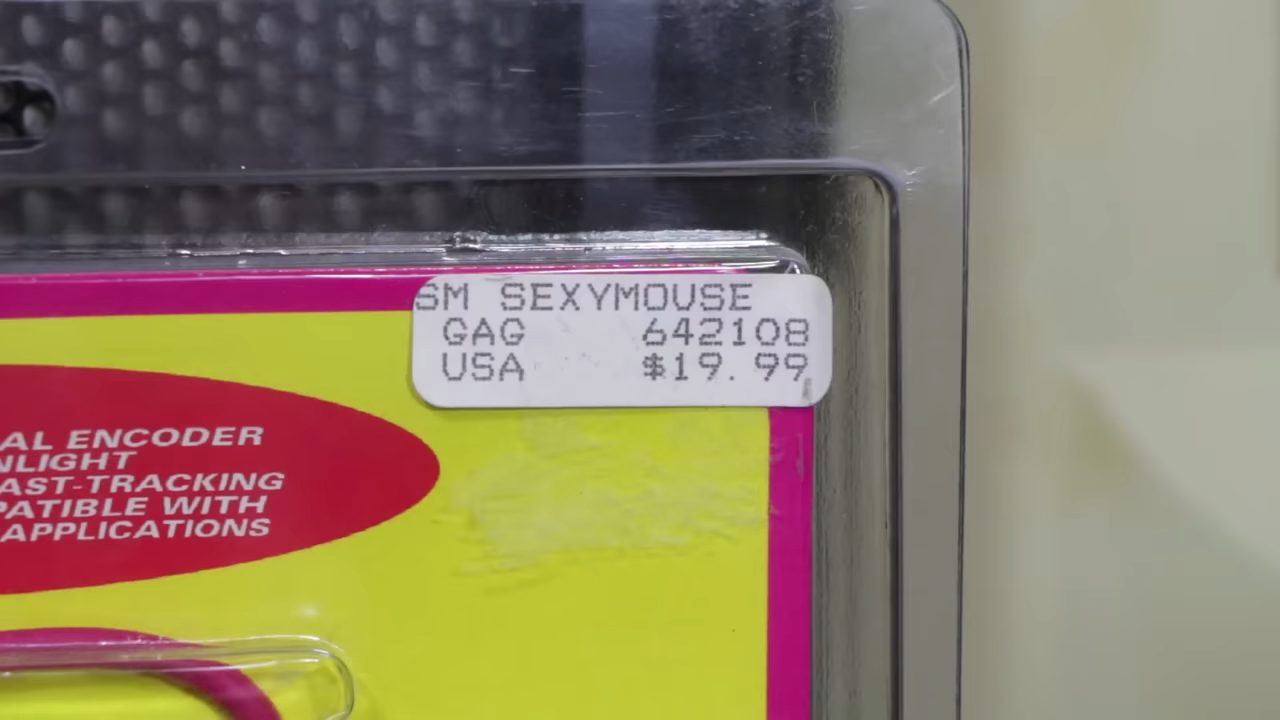 SM SEXYMOUSE
GAG 642108
USA $19.99
AL ENCODER
NLIGHT
AST-TRACKING
PATIBLE WITH
APPLICATIONS